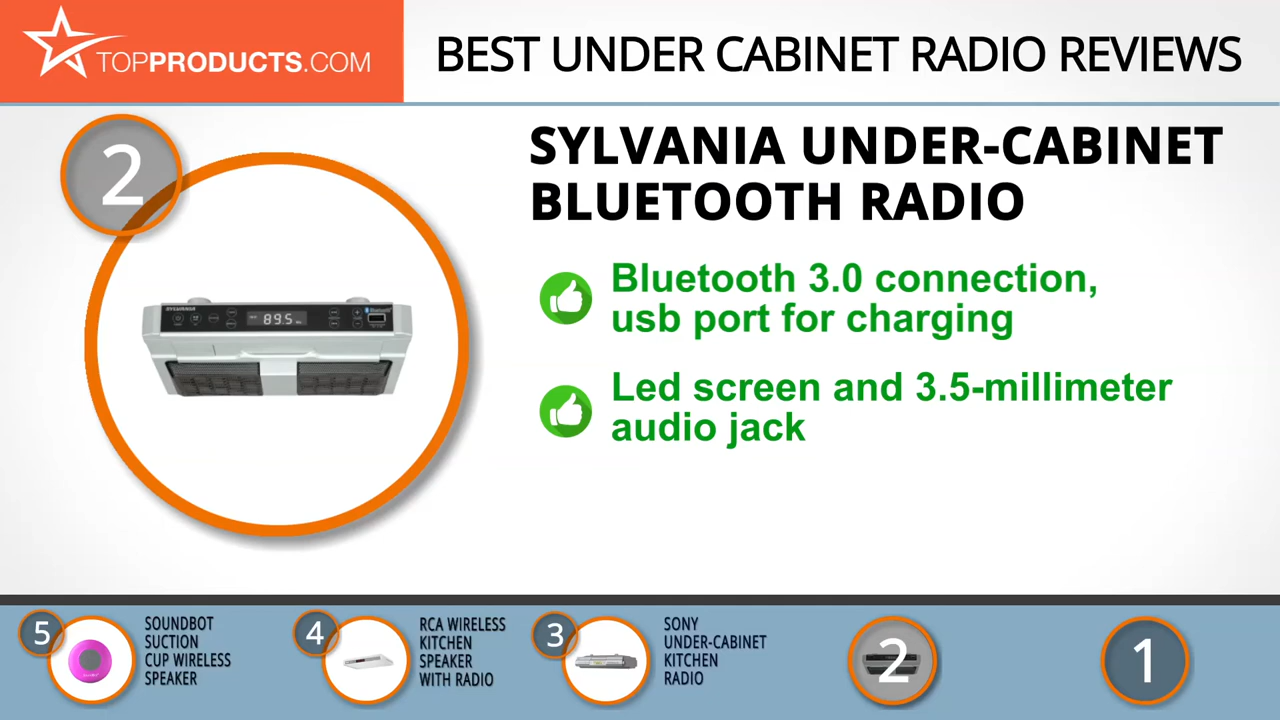 TOPPRODUCTS.COM
BEST UNDER CABINET RADIO REVIEWS
2
SYLVANIA UNDER-CABINET
BLUETOOTH RADIO
SYLVANIA
89.5
Bluetooth
Bluetooth 3.0 connection,
usb port for charging
Led screen and 3.5-millimeter
audio jack
5
SOUNDBOT
SUCTION
CUP WIRELESS
SPEAKER
4
RCA WIRELESS
KITCHEN
SPEAKER
WITH RADIO
3
SONY
UNDER-CABINET
KITCHEN
RADIO
2
1